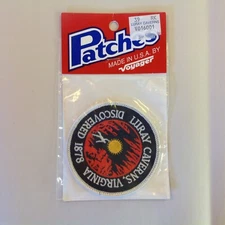 Patches
MADE IN U.S.A. BY
Voyager
LURAY CAVERNS, VIRGINIA
DISCOVERED 1878